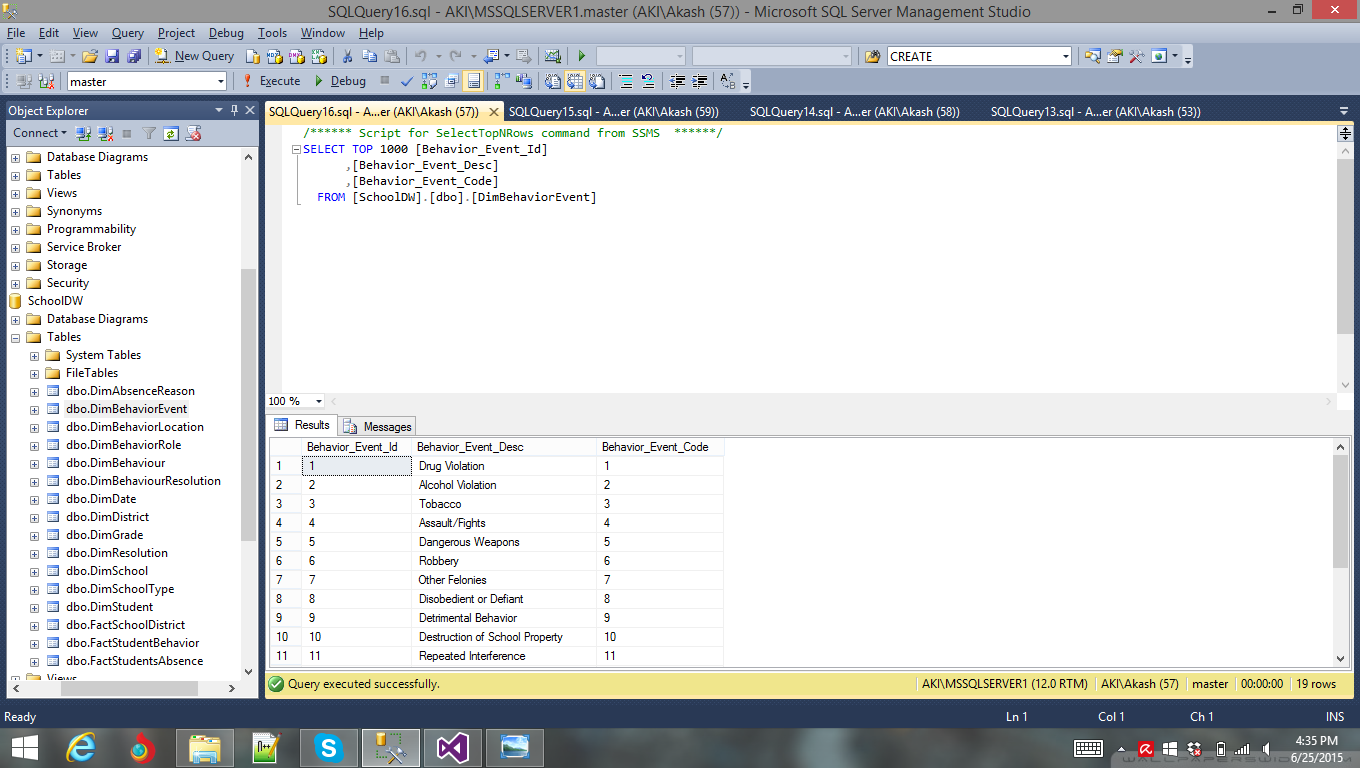 SQLQuery16.sql - AKI\MSSQLSERVER1.master (AKI\Akash (57)) - Microsoft SQL Server Management Studio
File Edit View Query Project Debug Tools Window Help
New Query CREATE
master Execute Debug
Object Explorer
Connect
Database Diagrams
Tables
Views
Synonyms
Programmability
Service Broker
Storage
Security
SchoolDW
Database Diagrams
Tables
System Tables
FileTables
dbo.DimAbsenceReason
dbo.DimBehaviorEvent
dbo.DimBehaviorLocation
dbo.DimBehaviorRole
dbo.DimBehaviour
dbo.DimBehaviourResolution
dbo.DimDate
dbo.DimDistrict
dbo.DimGrade
dbo.DimResolution
dbo.DimSchool
dbo.DimSchoolType
dbo.DimStudent
dbo.FactSchoolDistrict
dbo.FactStudentBehavior
dbo.FactStudentsAbsence
Views
SQLQuery16.sql - A...er (AKI\Akash (57)) SQLQuery15.sql - A...er (AKI\Akash (59)) SQLQuery14.sql - A...er (AKI\Akash (58)) SQLQuery13.sql - A...er (AKI\Akash (53))
/****** Script for SelectTopNRows command from SSMS ******/
SELECT TOP 1000 [Behavior_Event_Id]
,[Behavior_Event_Desc]
,[Behavior_Event_Code]
FROM [SchoolDW].[dbo].[DimBehaviorEvent]
100 %
Results Messages
Behavior_Event_Id Behavior_Event_Desc Behavior_Event_Code
1 1 Drug Violation 1
2 2 Alcohol Violation 2
3 3 Tobacco 3
4 4 Assault/Fights 4
5 5 Dangerous Weapons 5
6 6 Robbery 6
7 7 Other Felonies 7
8 8 Disobedient or Defiant 8
9 9 Detrimental Behavior 9
10 10 Destruction of School Property 10
11 11 Repeated Interference 11
Query executed successfully. AKI\MSSQLSERVER1 (12.0 RTM) AKI\Akash (57) master 00:00:00 19 rows
Ready Ln 1 Col 1 Ch 1 INS
4:35 PM
6/25/2015